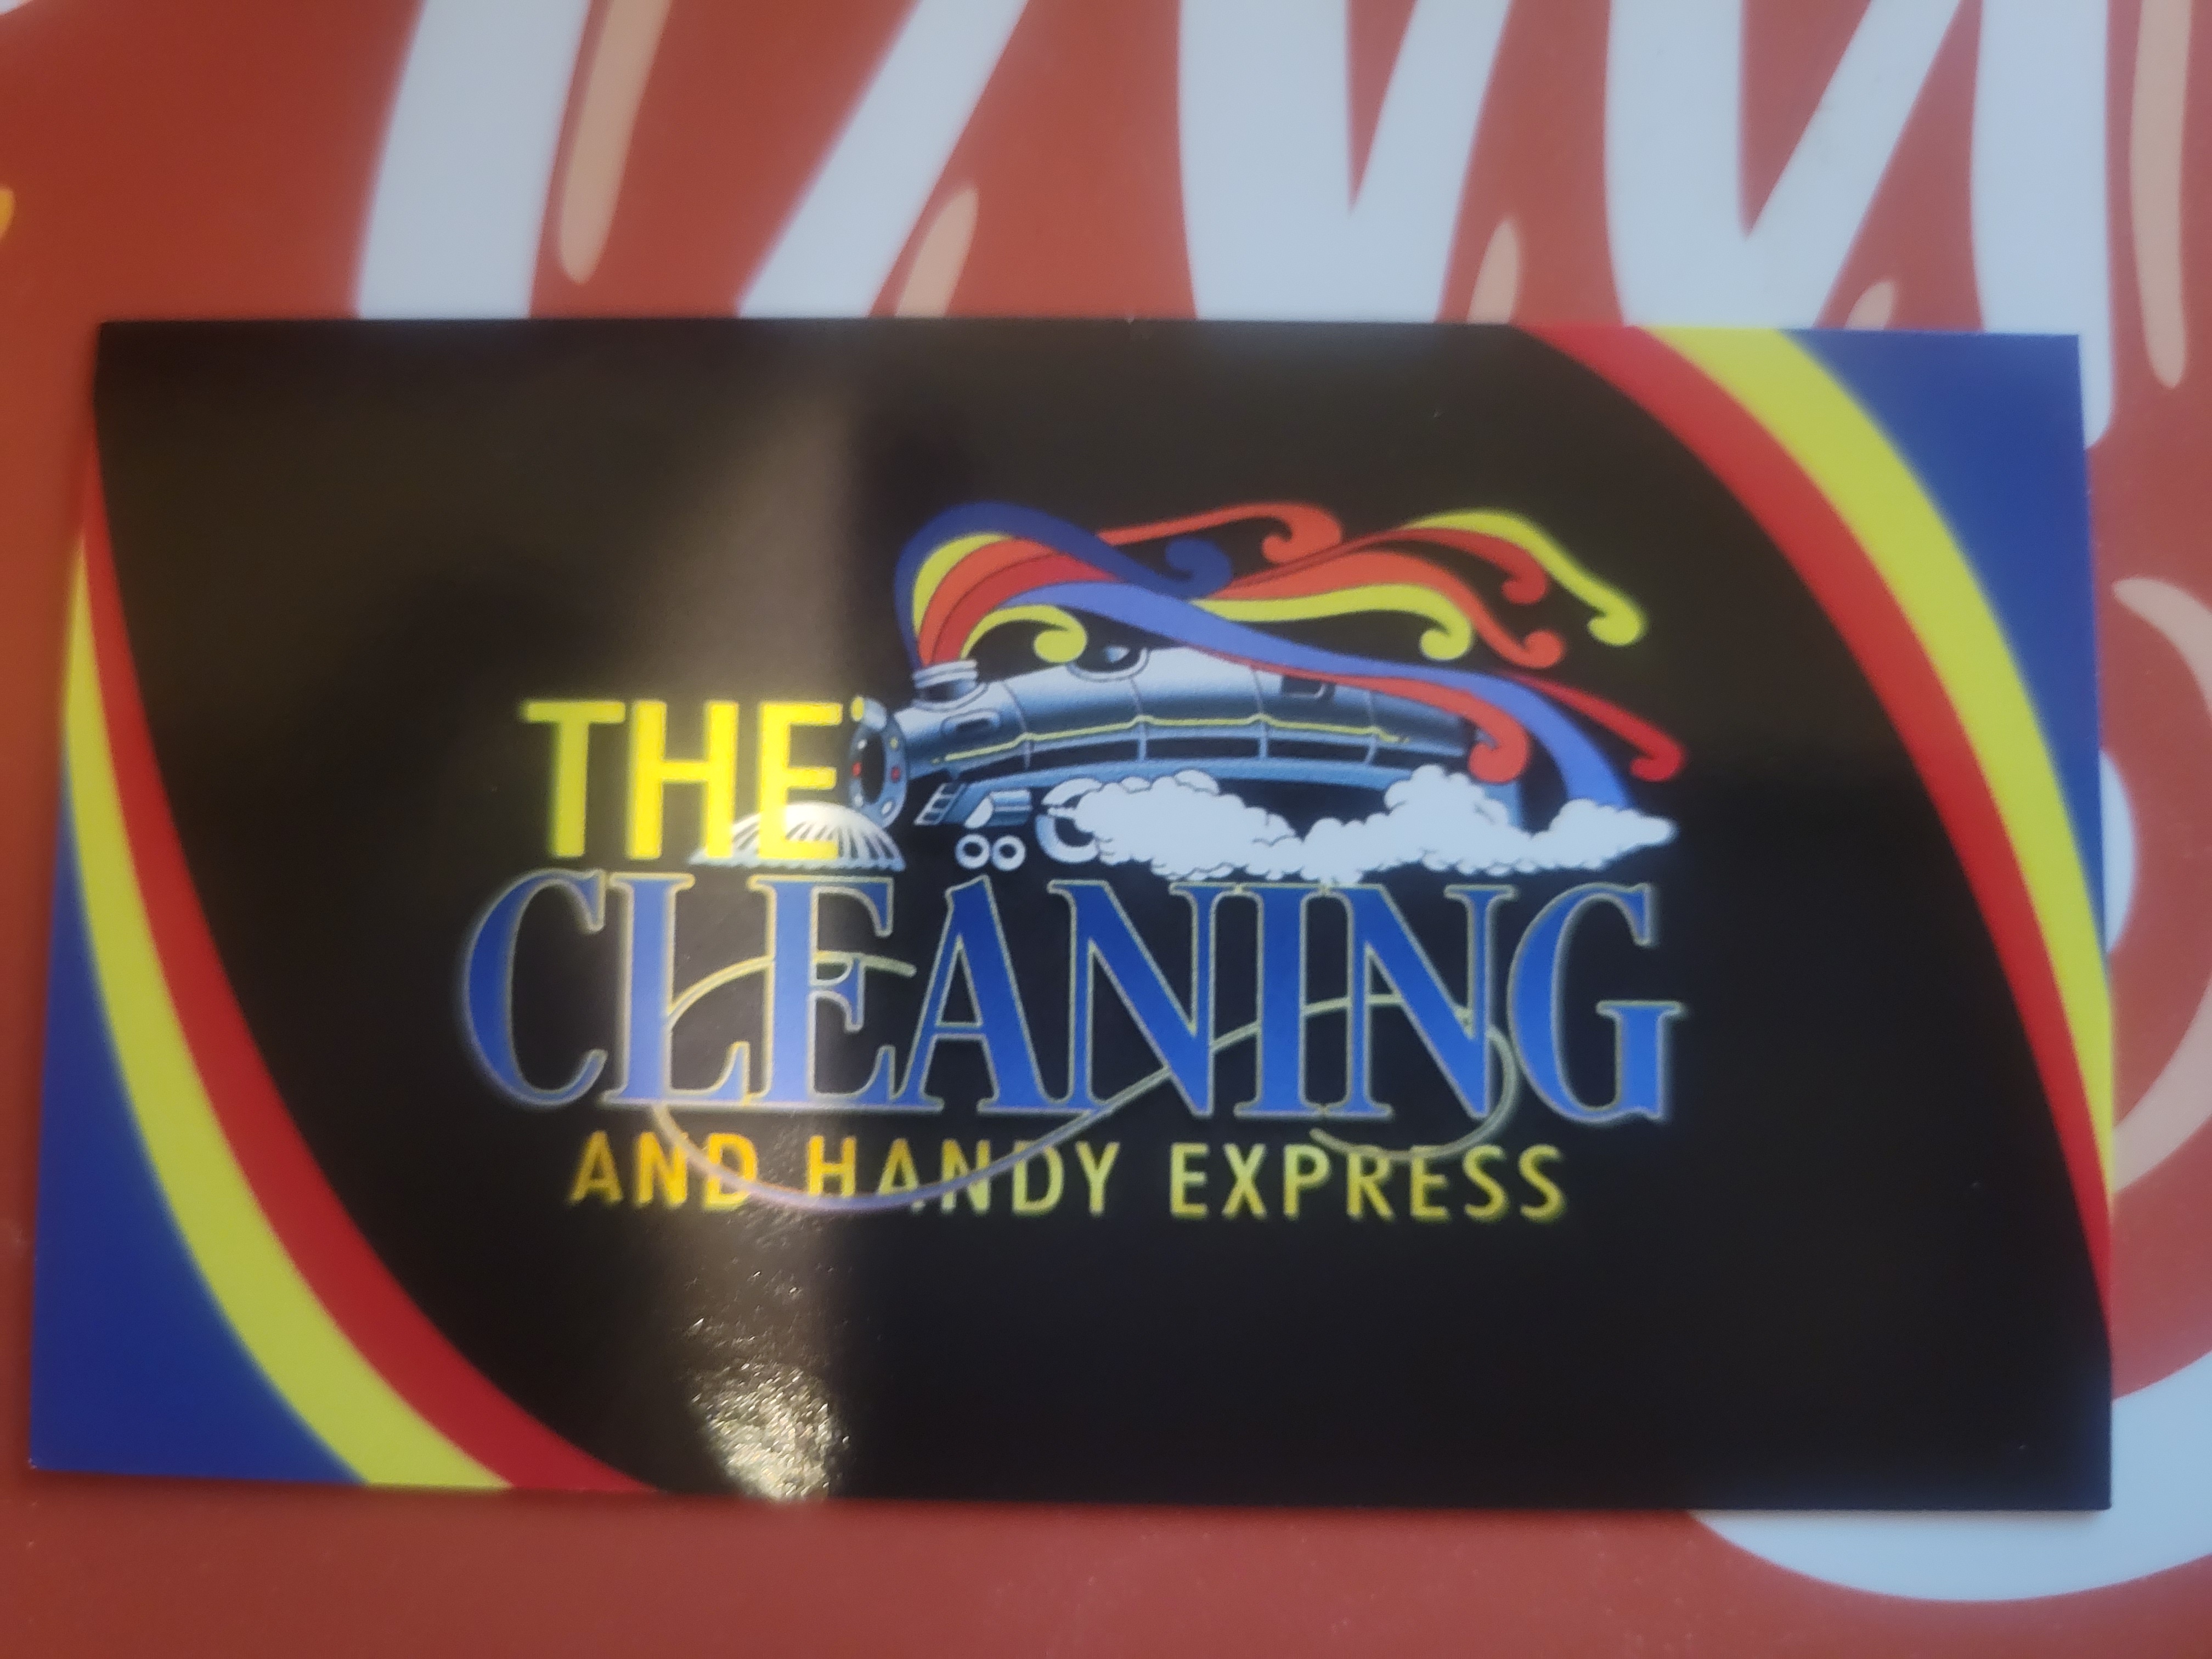 THE
CLEANING
AND HANDY EXPRESS